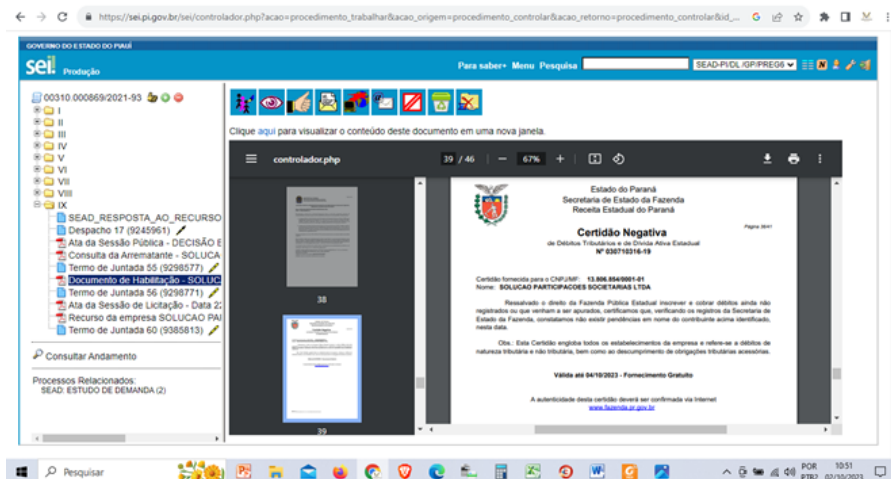 https://sei.pi.gov.br/sei/controlador.php?acao=procedimento_trabalhar&acao_origem=procedimento_controlar&acao_retorno=procedimento_controlar&id_...
GOVERNO DO ESTADO DO PIAUÍ
sei! Produção
Para saber+ Menu Pesquisa
SEAD-PI/DL /GP/PREG6
00310.000869/2021-93
I
II
III
IV
V
VI
VII
VIII
IX
SEAD_RESPOSTA_AO_RECURSO
Despacho 17 (9245961)
Ata da Sessão Pública - DECISÃO E
Consulta da Arrematante - SOLUCA
Termo de Juntada 55 (9298577)
Documento de Habilitação - SOLUC
Termo de Juntada 56 (9298771)
Ata da Sessão de Licitação - Data 22
Recurso da empresa SOLUCAO PAI
Termo de Juntada 60 (9385813)
Consultar Andamento
Processos Relacionados:
SEAD: ESTUDO DE DEMANDA (2)
Clique aqui para visualizar o conteúdo deste documento em uma nova janela.
controlador.php
39 / 46
67%
38
39
Estado do Paraná
Secretaria de Estado da Fazenda
Receita Estadual do Paraná
Certidão Negativa
de Débitos Tributários e de Dívida Ativa Estadual
Nº 030710316-19
Certidão fornecida para o CNPJ/MF: 13.806.854/0001-01
Nome: SOLUCAO PARTICIPACOES SOCIETARIAS LTDA
Ressalvado o direito da Fazenda Pública Estadual inscrever e cobrar débitos ainda não
registrados ou que venham a ser apurados, certificamos que, verificando os registros da Secretaria de
Estado da Fazenda, constatamos não existir pendências em nome do contribuinte acima identificado,
nesta data.
Obs.: Esta Certidão engloba todos os estabelecimentos da empresa e refere-se a débitos de
natureza tributária e não tributária, bem como ao descumprimento de obrigações tributárias acessórias.
Válida até 04/10/2023 - Fornecimento Gratuito
A autenticidade desta certidão deverá ser confirmada via Internet
www.fazenda.pr.gov.br
Pesquisar
POR
PTB2
10:51
02/10/2023